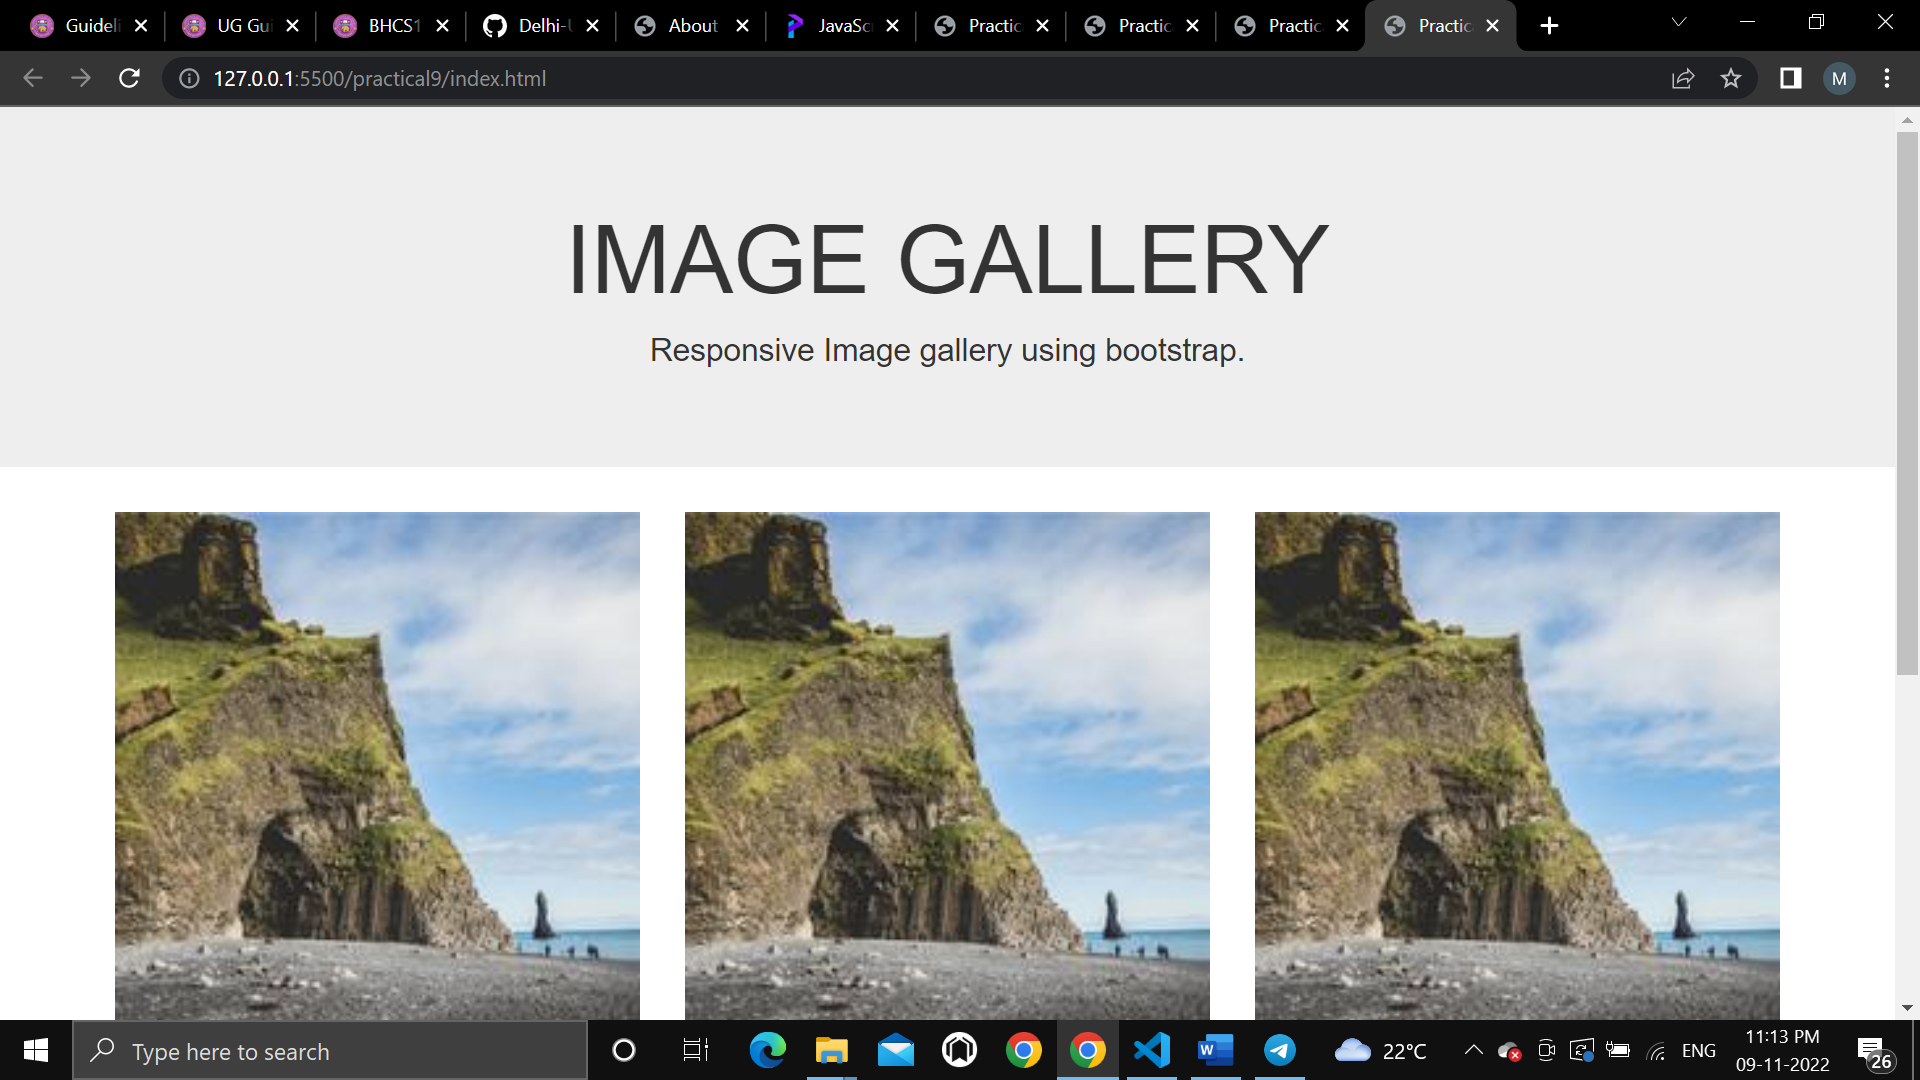 Guideli
UG Gui
BHCS1
Delhi-U
About
JavaSc
Practic
Practic
Practic
Practic
127.0.0.1:5500/practical9/index.html
M
IMAGE GALLERY
Responsive Image gallery using bootstrap.
Type here to search
W
22°C
ENG
11:13 PM
09-11-2022
26